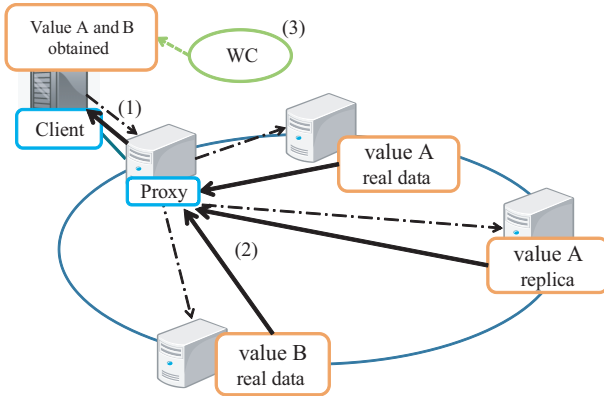 Value A and B
obtained
WC
(3)
(1)
Client
Proxy
value A
real data
(2)
value A
replica
value B
real data